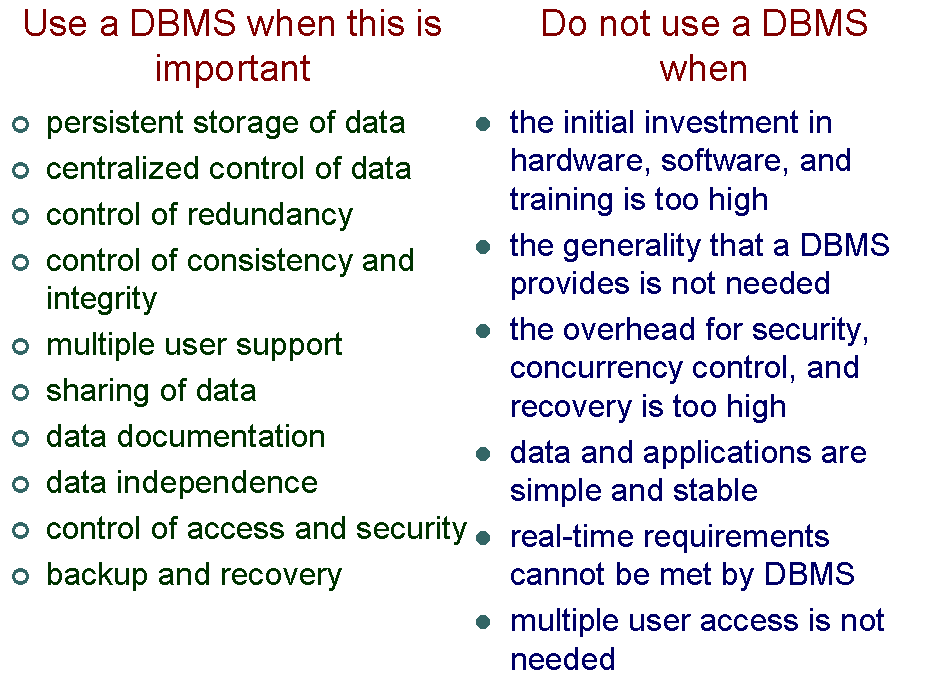 Use a DBMS when this is
important
persistent storage of data
centralized control of data
control of redundancy
control of consistency and
integrity
multiple user support
sharing of data
data documentation
data independence
control of access and security
backup and recovery
Do not use a DBMS
when
the initial investment in
hardware, software, and
training is too high
the generality that a DBMS
provides is not needed
the overhead for security,
concurrency control, and
recovery is too high
data and applications are
simple and stable
real-time requirements
cannot be met by DBMS
multiple user access is not
needed